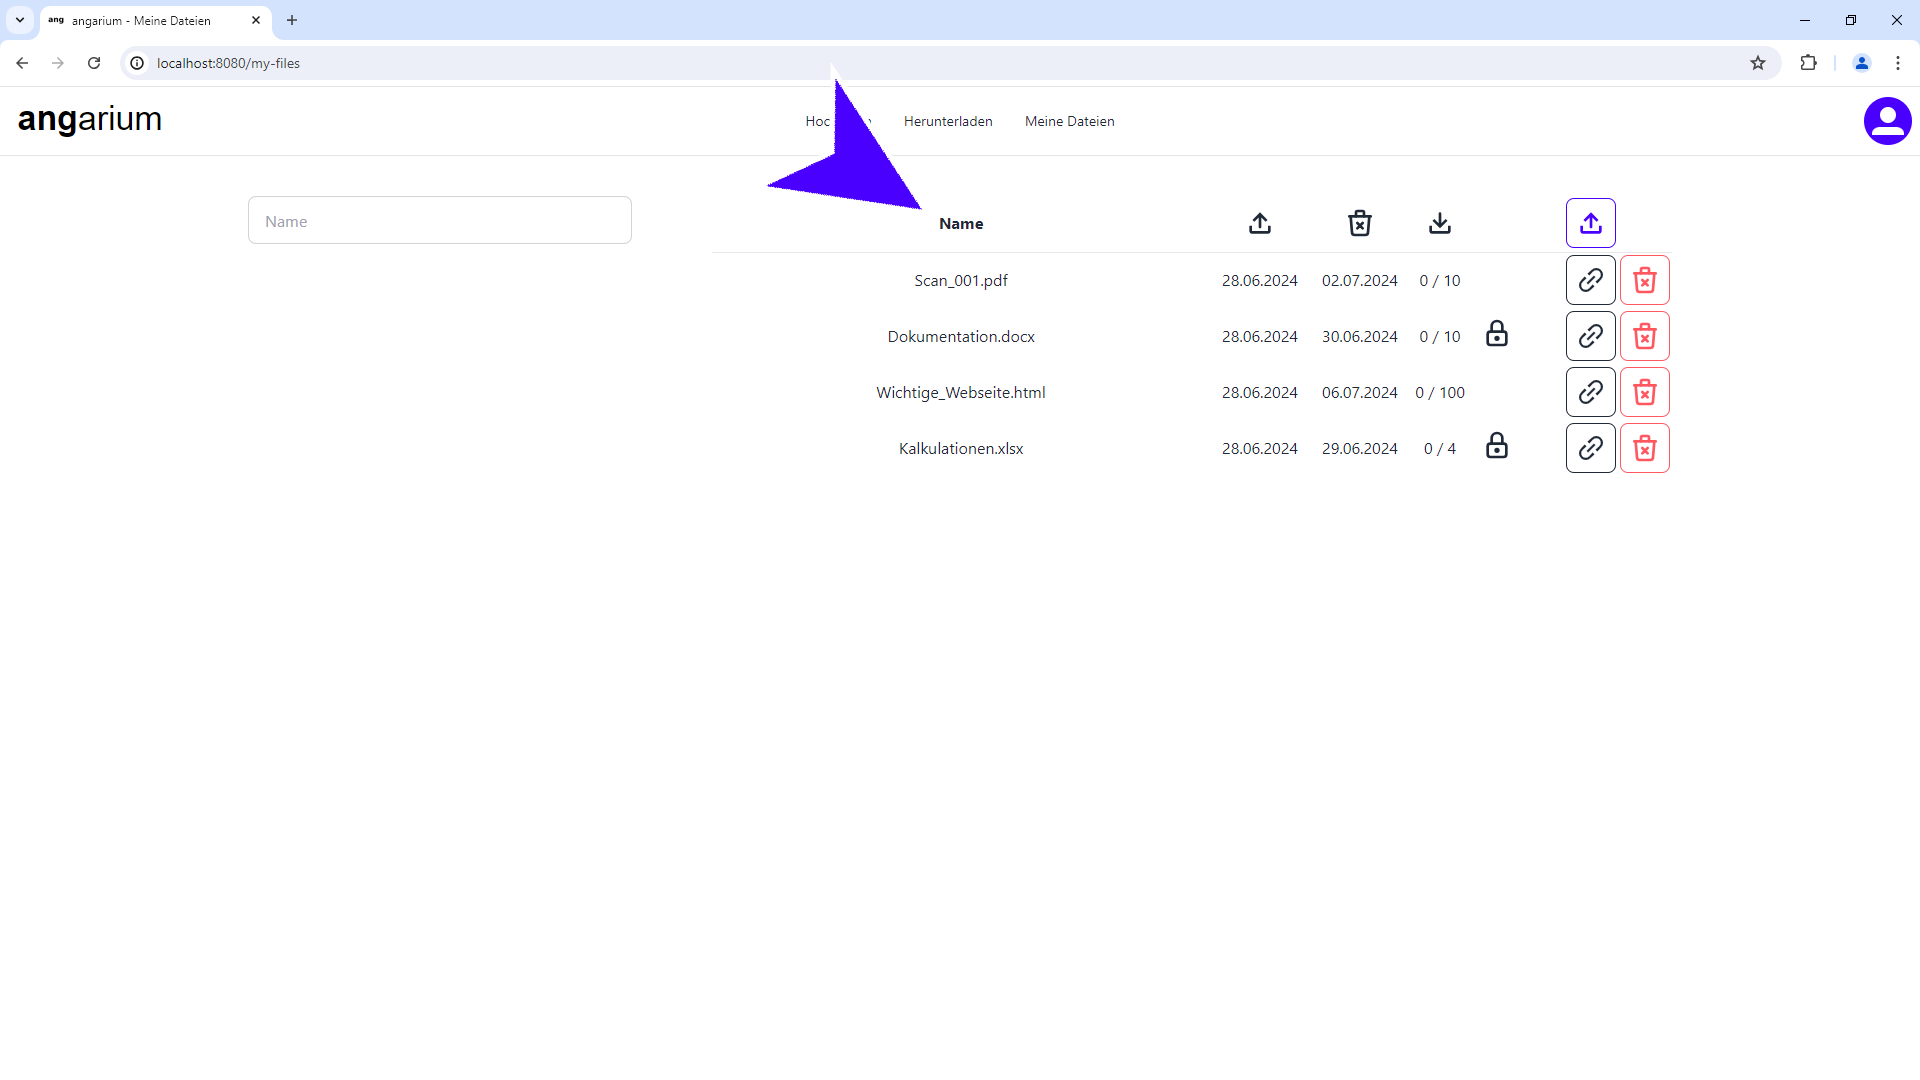 ang angarium - Meine Dateien
localhost:8080/my-files
angarium
Herunterladen Meine Dateien
Name
Name
Scan_001.pdf 28.06.2024 02.07.2024 0 / 10
Dokumentation.docx 28.06.2024 30.06.2024 0 / 10
Wichtige_Webseite.html 28.06.2024 06.07.2024 0 / 100
Kalkulationen.xlsx 28.06.2024 29.06.2024 0 / 4